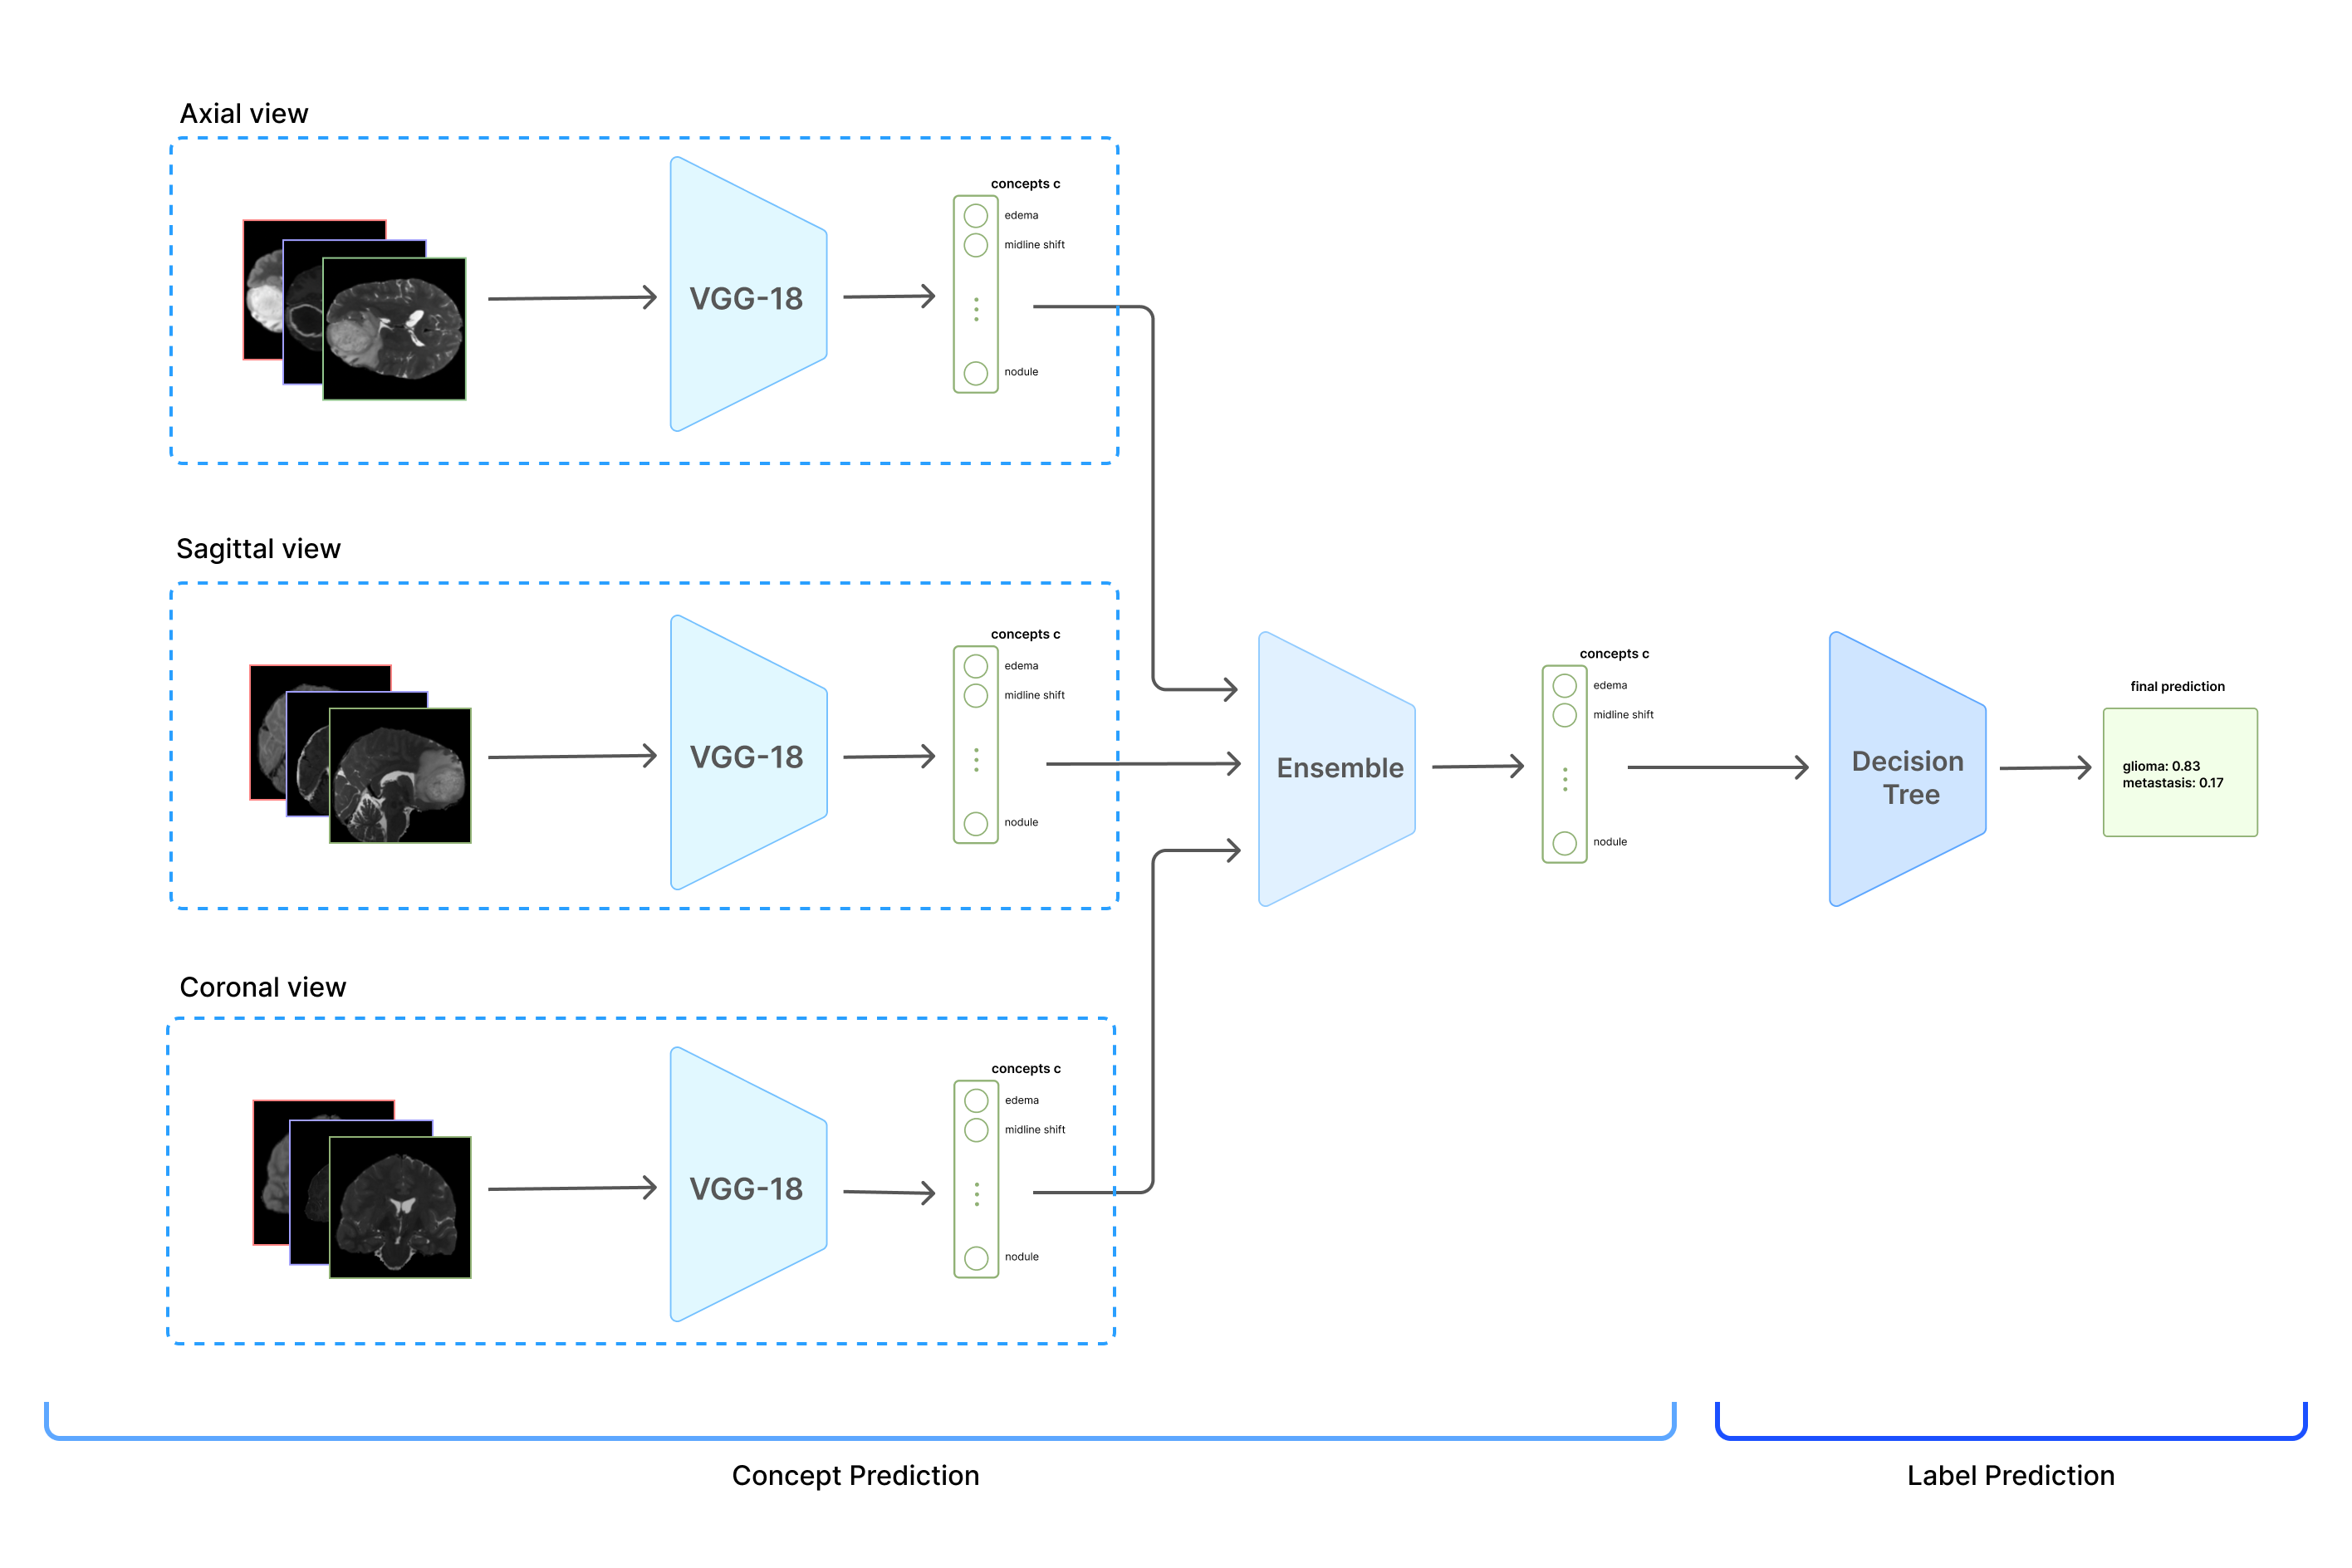 Axial view
VGG-18
concepts c
edema
midline shift
nodule
Sagittal view
VGG-18
concepts c
edema
midline shift
nodule
Coronal view
VGG-18
concepts c
edema
midline shift
nodule
Ensemble
concepts c
edema
midline shift
nodule
Decision
Tree
final prediction
glioma: 0.83
metastasis: 0.17
Concept Prediction
Label Prediction